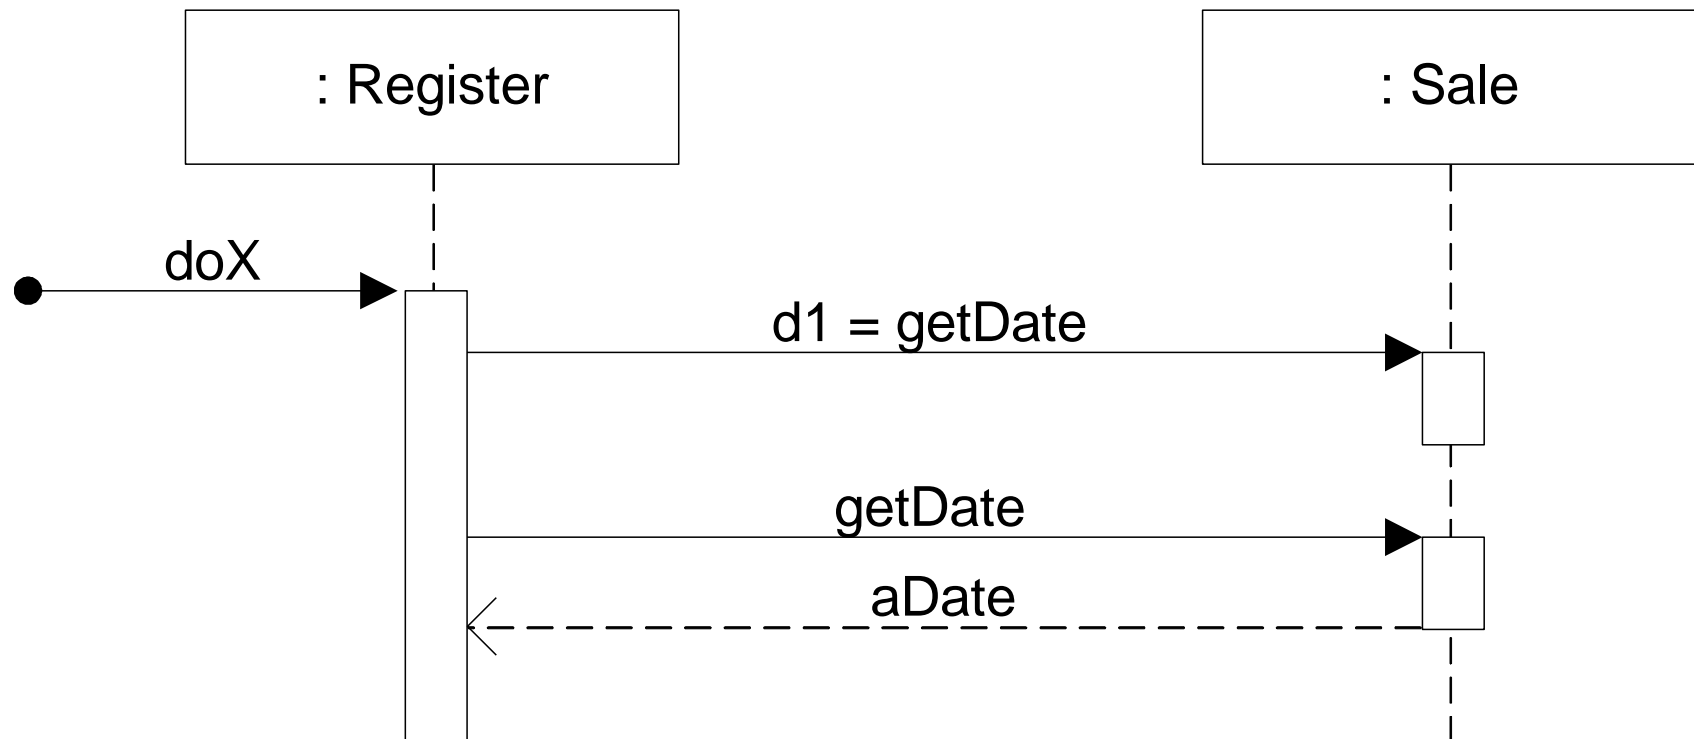 : Register
: Sale
doX
d1 = getDate
getDate
aDate